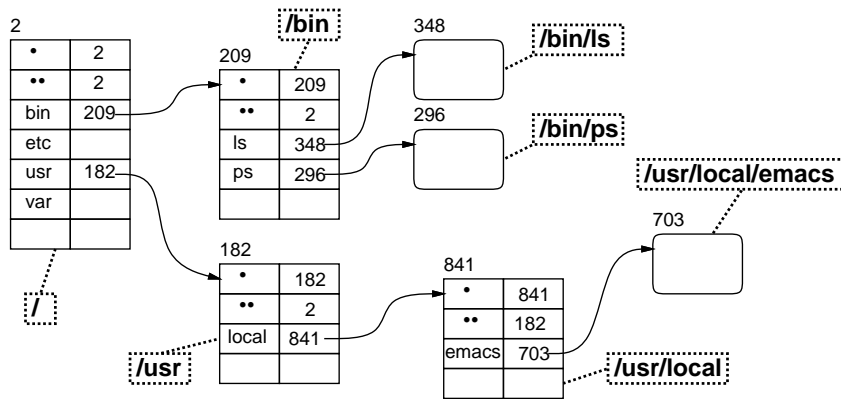 2
• 2
•• 2
bin 209
etc
usr 182
var
/
/bin
209
• 209
•• 2
ls 348
ps 296
348
/bin/ls
296
/bin/ps
182
• 182
•• 2
local 841
/usr
841
• 841
•• 182
emacs 703
/usr/local
703
/usr/local/emacs